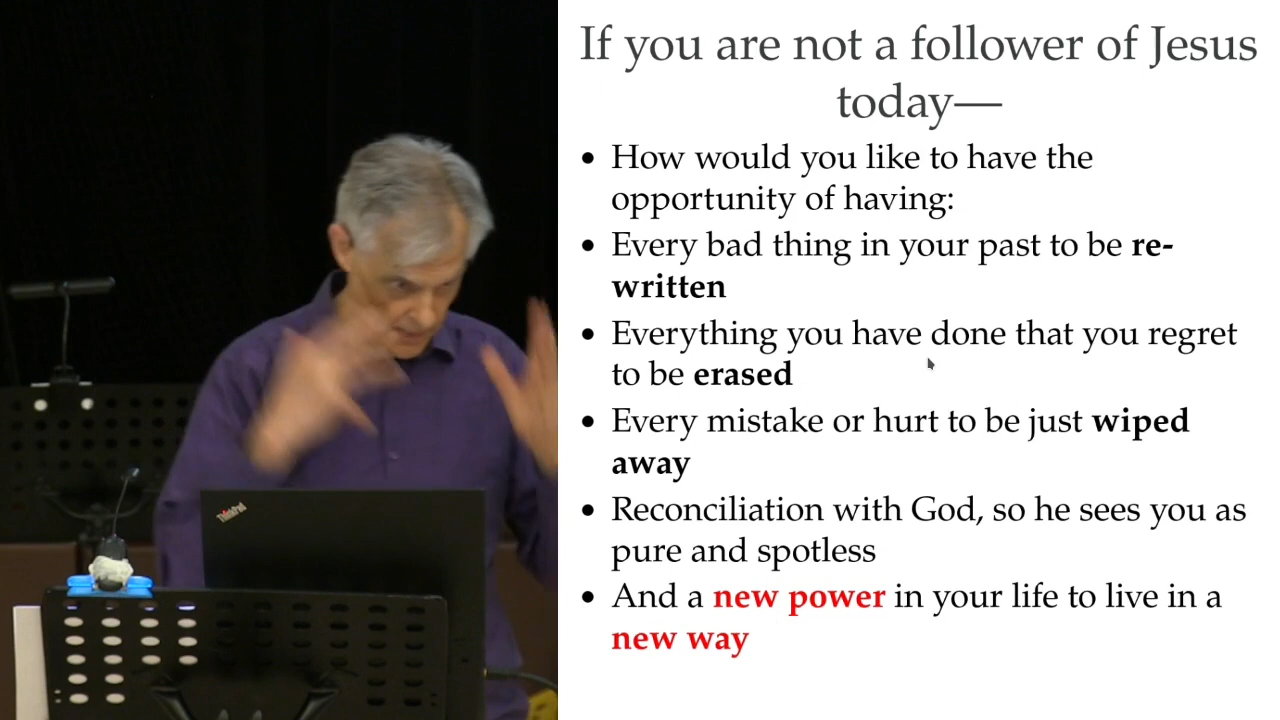 If you are not a follower of Jesus
today—
• How would you like to have the
opportunity of having:
• Every bad thing in your past to be re-
written
• Everything you have done that you regret
to be erased
• Every mistake or hurt to be just wiped
away
• Reconciliation with God, so he sees you as
pure and spotless
• And a new power in your life to live in a
new way
ThinkPad